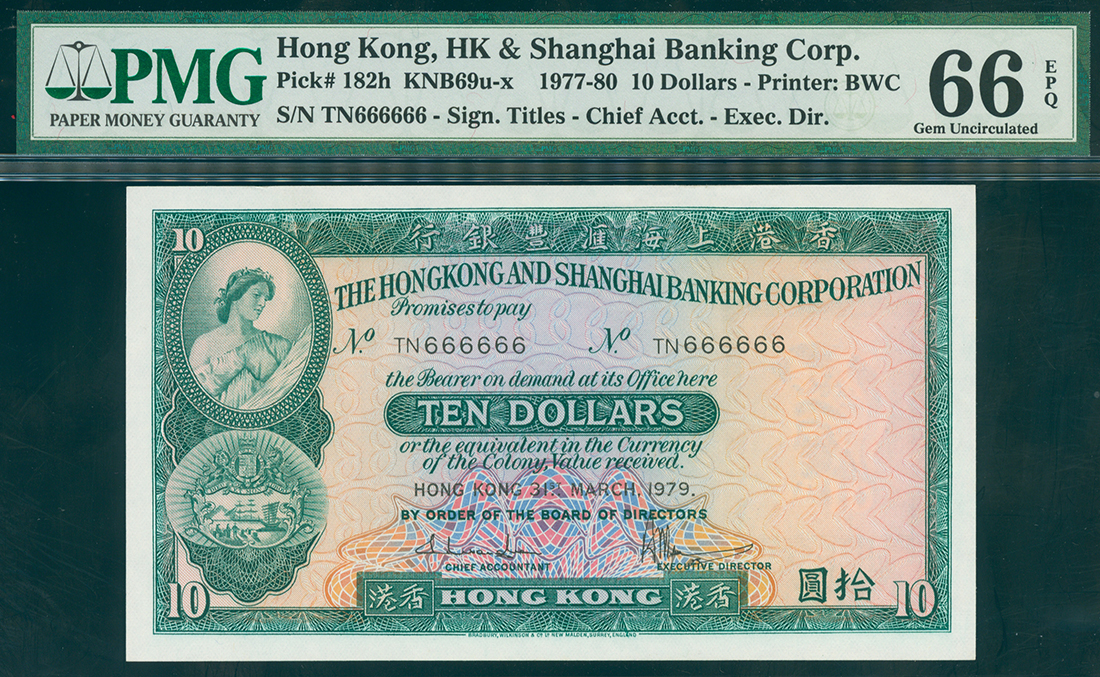 PMG
PAPER MONEY GUARANTY
Hong Kong, HK & Shanghai Banking Corp.
Pick# 182h KNB69u-x 1977-80 10 Dollars - Printer: BWC
S/N TN666666 - Sign. Titles - Chief Acct. - Exec. Dir.
66 EPQ
Gem Uncirculated
10
行銀豐滙海上港香
THE HONGKONG AND SHANGHAI BANKING CORPORATION
Promises to pay
No. TN666666 No. TN666666
the Bearer on demand at its Office here
TEN DOLLARS
or the equivalent in the Currency
of the Colony, Value received.
HONG KONG 31ST MARCH, 1979.
BY ORDER OF THE BOARD OF DIRECTORS
CHIEF ACCOUNTANT EXECUTIVE DIRECTOR
圓拾
10 港香 HONG KONG 港香 10
BRADBURY, WILKINSON & Co. Ld. NEW MALDEN, SURREY, ENGLAND